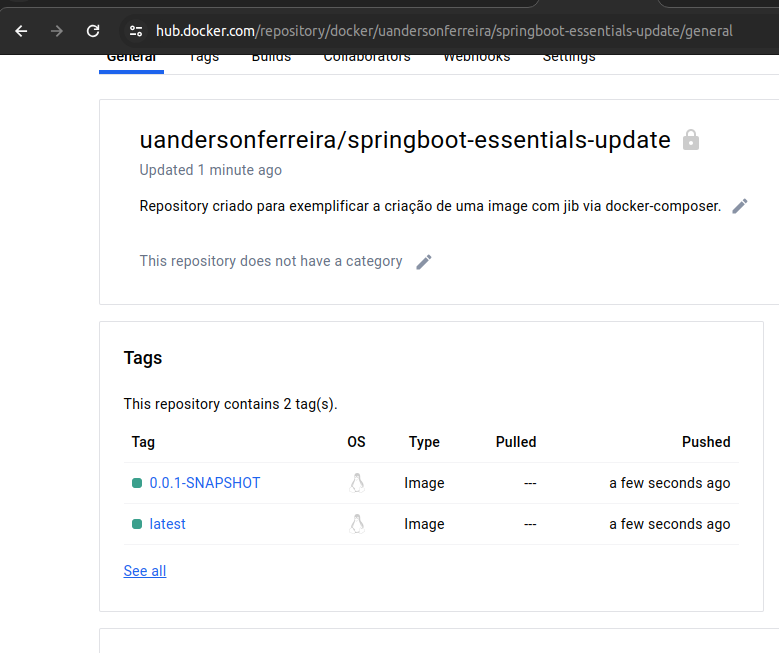 hub.docker.com/repository/docker/uandersonferreira/springboot-essentials-update/general
General Tags Builds Collaborators Webhooks Settings
uandersonferreira/springboot-essentials-update
Updated 1 minute ago
Repository criado para exemplificar a criação de uma image com jib via docker-composer.
This repository does not have a category
Tags
This repository contains 2 tag(s).
Tag OS Type Pulled Pushed
0.0.1-SNAPSHOT Image --- a few seconds ago
latest Image --- a few seconds ago
See all